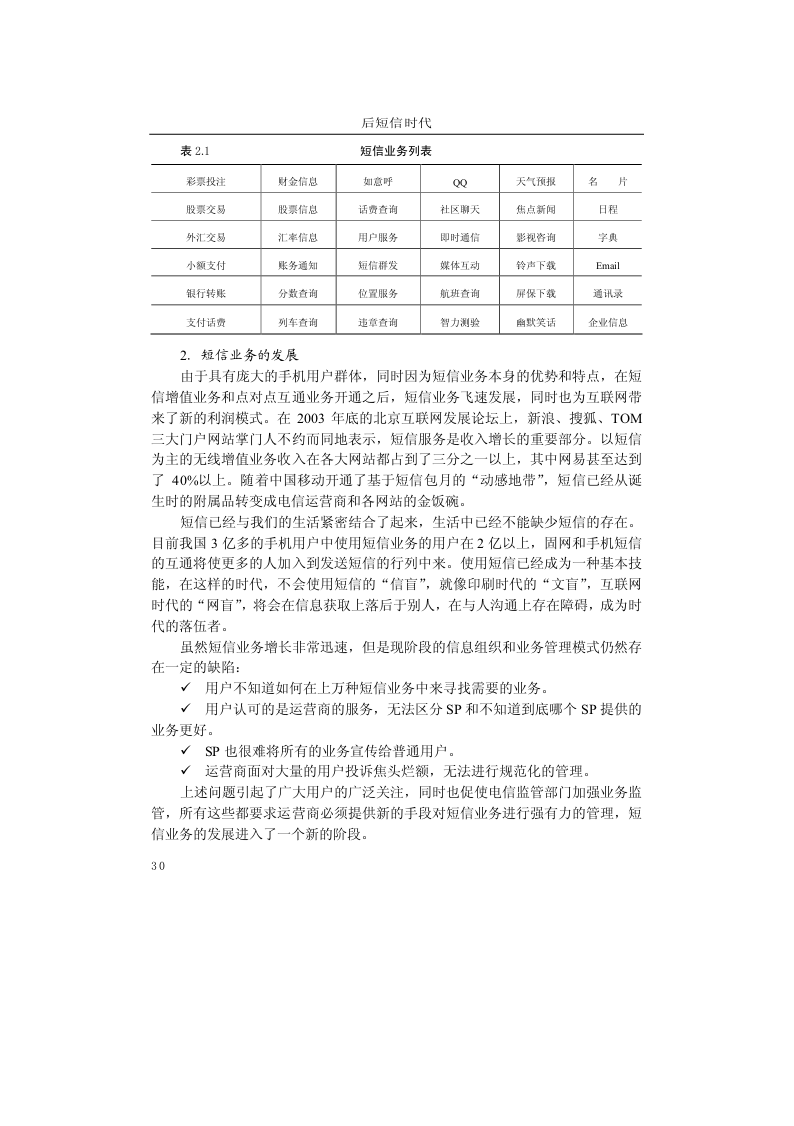 后短信时代
表 2.1 短信业务列表
彩票投注 财金信息 如意呼 QQ 天气预报 名 片
股票交易 股票信息 话费查询 社区聊天 焦点新闻 日程
外汇交易 汇率信息 用户服务 即时通信 影视咨询 字典
小额支付 账务通知 短信群发 媒体互动 铃声下载 Email
银行转账 分数查询 位置服务 航班查询 屏保下载 通讯录
支付话费 列车查询 违章查询 智力测验 幽默笑话 企业信息
2. 短信业务的发展
由于具有庞大的手机用户群体，同时因为短信业务本身的优势和特点，在短
信增值业务和点对点互通业务开通之后，短信业务飞速发展，同时也为互联网带
来了新的利润模式。在 2003 年底的北京互联网发展论坛上，新浪、搜狐、TOM
三大门户网站掌门人不约而同地表示，短信服务是收入增长的重要部分。以短信
为主的无线增值业务收入在各大网站都占到了三分之一以上，其中网易甚至达到
了 40%以上。随着中国移动开通了基于短信包月的“动感地带”，短信已经从诞
生时的附属品转变成电信运营商和各网站的金饭碗。
短信已经与我们的生活紧密结合了起来，生活中已经不能缺少短信的存在。
目前我国 3 亿多的手机用户中使用短信业务的用户在 2 亿以上，固网和手机短信
的互通将使更多的人加入到发送短信的行列中来。使用短信已经成为一种基本技
能，在这样的时代，不会使用短信的“信盲”，就像印刷时代的“文盲”，互联网
时代的“网盲”，将会在信息获取上落后于别人，在与人沟通上存在障碍，成为时
代的落伍者。
虽然短信业务增长非常迅速，但是现阶段的信息组织和业务管理模式仍然存
在一定的缺陷：
✓ 用户不知道如何在上万种短信业务中来寻找需要的业务。
✓ 用户认可的是运营商的服务，无法区分 SP 和不知道到底哪个 SP 提供的
业务更好。
✓ SP 也很难将所有的业务宣传给普通用户。
✓ 运营商面对大量的用户投诉焦头烂额，无法进行规范化的管理。
上述问题引起了广大用户的广泛关注，同时也促使电信监管部门加强业务监
管，所有这些都要求运营商必须提供新的手段对短信业务进行强有力的管理，短
信业务的发展进入了一个新的阶段。
30